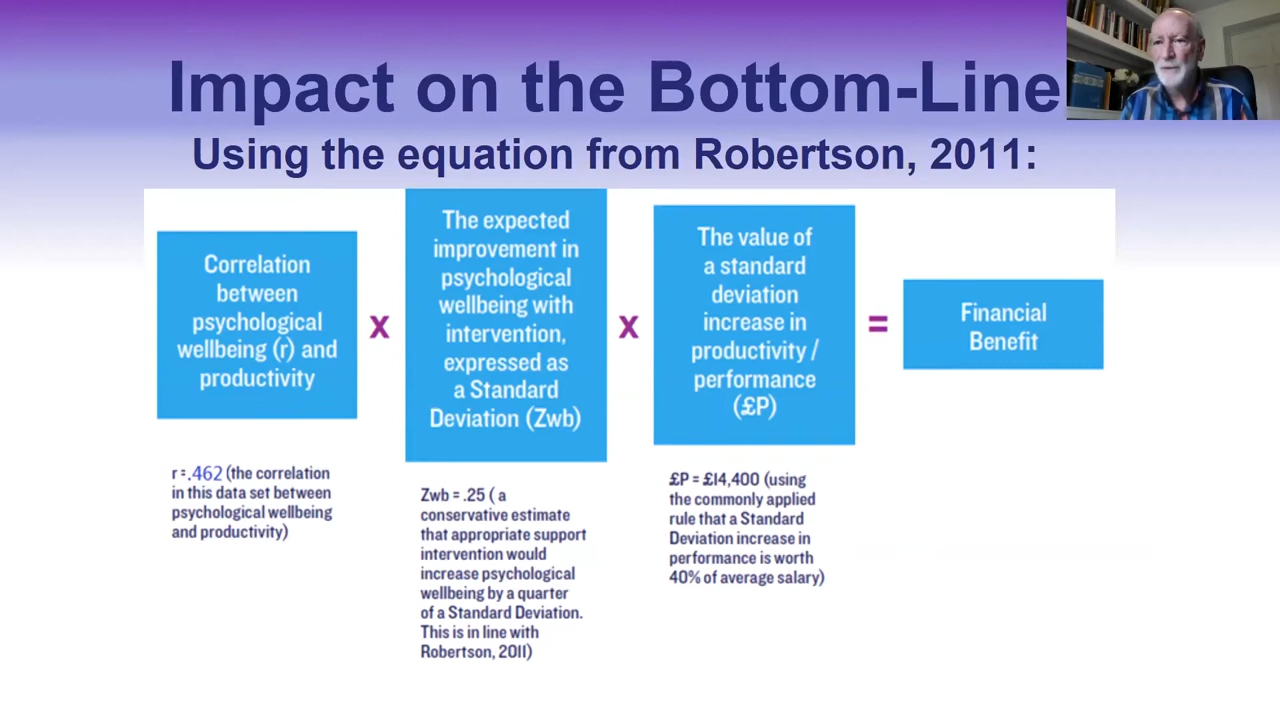 Impact on the Bottom-Line
Using the equation from Robertson, 2011:
Correlation
between
psychological
wellbeing (r) and
productivity
x
The expected
improvement in
psychological
wellbeing with
intervention,
expressed as
a Standard
Deviation (Zwb)
x
The value of
a standard
deviation
increase in
productivity /
performance
(£P)
=
Financial
Benefit
r=.462 (the correlation
in this data set between
psychological wellbeing
and productivity)
Zwb = .25 ( a
conservative estimate
that appropriate support
intervention would
increase psychological
wellbeing by a quarter
of a Standard Deviation.
This is in line with
Robertson, 2011)
£P = £14,400 (using
the commonly applied
rule that a Standard
Deviation increase in
performance is worth
40% of average salary)